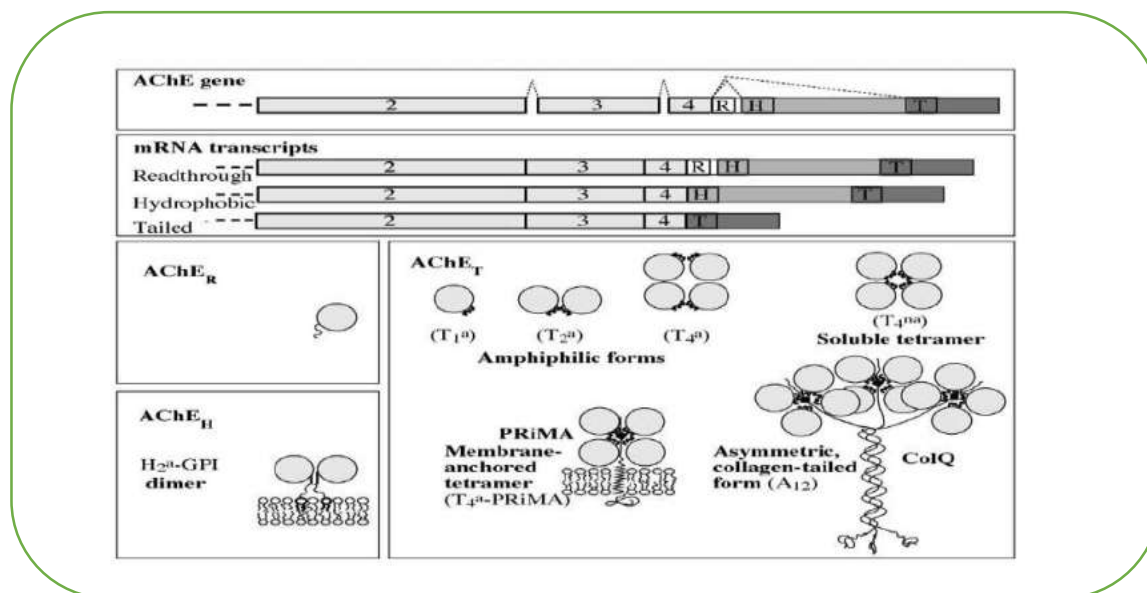 AChE gene
2 3 4 R H T
mRNA transcripts
Readthrough 2 3 4 R H T
Hydrophobic 2 3 4 H T
Tailed 2 3 4 T
AChE_R
AChE_H
H₂ᵃ-GPI
dimer
AChE_T
(T₁ᵃ) (T₂ᵃ) (T₄ᵃ)
Amphiphilic forms
(T₄ⁿᵃ)
Soluble tetramer
PRiMA
Membrane-
anchored
tetramer
(T₄ᵃ-PRiMA)
Asymmetric,
collagen-tailed
form (A₁₂)
ColQ